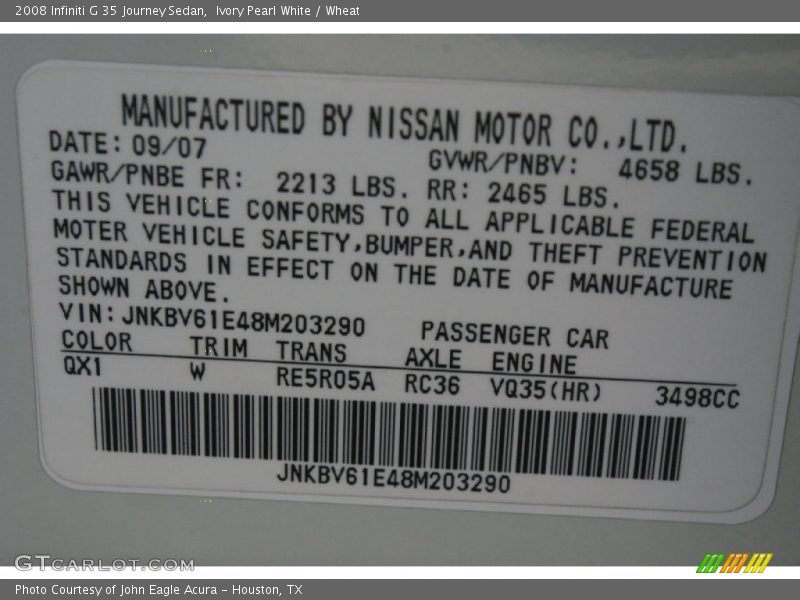 2008 Infiniti G 35 Journey Sedan, Ivory Pearl White / Wheat
MANUFACTURED BY NISSAN MOTOR CO.,LTD.
DATE: 09/07 GVWR/PNBV: 4658 LBS.
GAWR/PNBE FR: 2213 LBS. RR: 2465 LBS.
THIS VEHICLE CONFORMS TO ALL APPLICABLE FEDERAL
MOTER VEHICLE SAFETY,BUMPER,AND THEFT PREVENTION
STANDARDS IN EFFECT ON THE DATE OF MANUFACTURE
SHOWN ABOVE.
VIN: JNKBV61E48M203290 PASSENGER CAR
COLOR TRIM TRANS AXLE ENGINE
QX1 W RE5R05A RC36 VQ35(HR) 3498CC
JNKBV61E48M203290
GTCARLOT.COM
Photo Courtesy of John Eagle Acura - Houston, TX